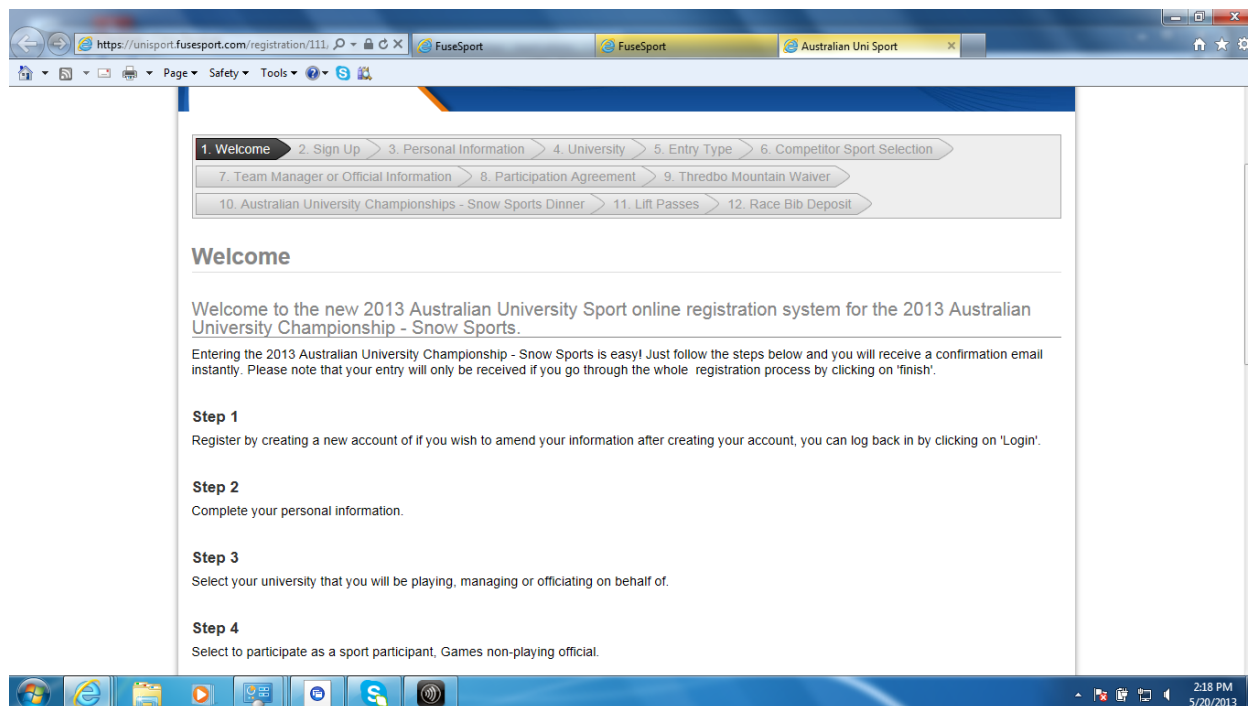 https://unisport.fusesport.com/registration/111,
FuseSport
FuseSport
Australian Uni Sport
Page Safety Tools
1. Welcome 2. Sign Up 3. Personal Information 4. University 5. Entry Type 6. Competitor Sport Selection
7. Team Manager or Official Information 8. Participation Agreement 9. Thredbo Mountain Waiver
10. Australian University Championships - Snow Sports Dinner 11. Lift Passes 12. Race Bib Deposit
Welcome
Welcome to the new 2013 Australian University Sport online registration system for the 2013 Australian
University Championship - Snow Sports.
Entering the 2013 Australian University Championship - Snow Sports is easy! Just follow the steps below and you will receive a confirmation email
instantly. Please note that your entry will only be received if you go through the whole registration process by clicking on 'finish'.
Step 1
Register by creating a new account of if you wish to amend your information after creating your account, you can log back in by clicking on 'Login'.
Step 2
Complete your personal information.
Step 3
Select your university that you will be playing, managing or officiating on behalf of.
Step 4
Select to participate as a sport participant, Games non-playing official.
2:18 PM
5/20/2013